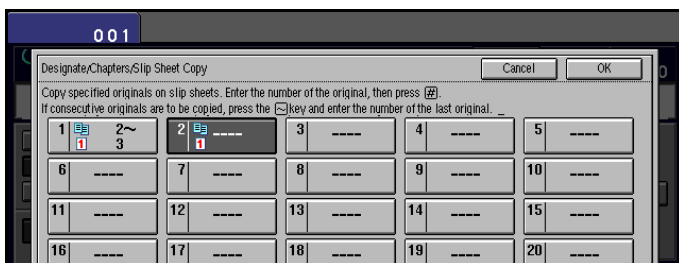 001
Designate/Chapters/Slip Sheet Copy Cancel OK
0
Copy specified originals on slip sheets. Enter the number of the original, then press #.
If consecutive originals are to be copied, press the ~key and enter the number of the last original. _
1 2~ 2 ---- 3 ---- 4 ---- 5 ----
1 3 1
6 ---- 7 ---- 8 ---- 9 ---- 10 ----
11 ---- 12 ---- 13 ---- 14 ---- 15 ----
16 ---- 17 ---- 18 ---- 19 ---- 20 ----